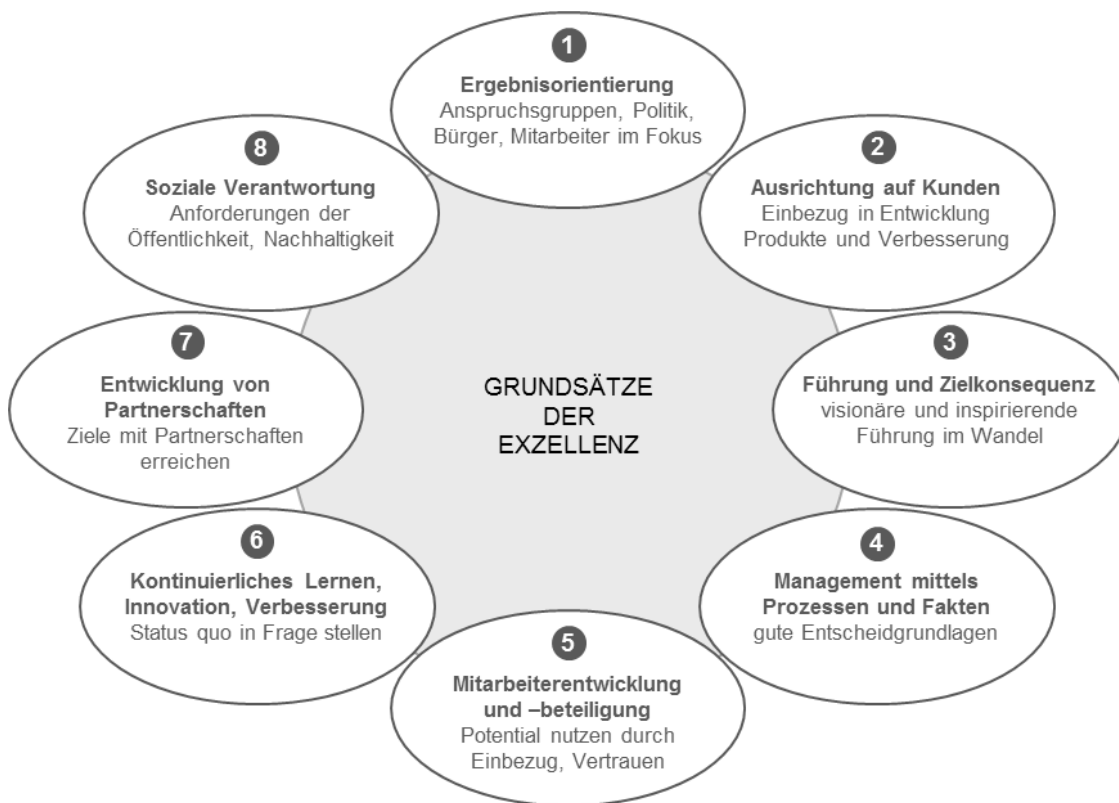 1
Ergebnisorientierung
Anspruchsgruppen, Politik,
Bürger, Mitarbeiter im Fokus
2
Ausrichtung auf Kunden
Einbezug in Entwicklung
Produkte und Verbesserung
3
Führung und Zielkonsequenz
visionäre und inspirierende
Führung im Wandel
4
Management mittels
Prozessen und Fakten
gute Entscheidgrundlagen
5
Mitarbeiterentwicklung
und –beteiligung
Potential nutzen durch
Einbezug, Vertrauen
6
Kontinuierliches Lernen,
Innovation, Verbesserung
Status quo in Frage stellen
7
Entwicklung von
Partnerschaften
Ziele mit Partnerschaften
erreichen
8
Soziale Verantwortung
Anforderungen der
Öffentlichkeit, Nachhaltigkeit
GRUNDSÄTZE
DER
EXZELLENZ